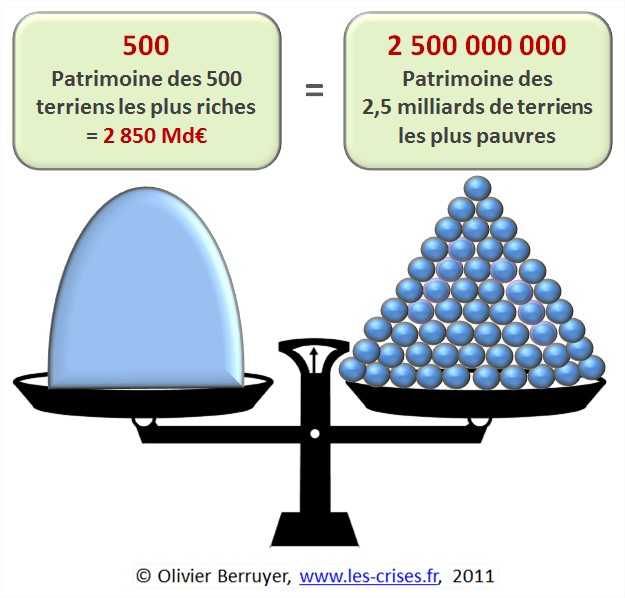 500
Patrimoine des 500
terriens les plus riches
= 2 850 Md€
=
2 500 000 000
Patrimoine des
2,5 milliards de terriens
les plus pauvres
© Olivier Berruyer, www.les-crises.fr, 2011